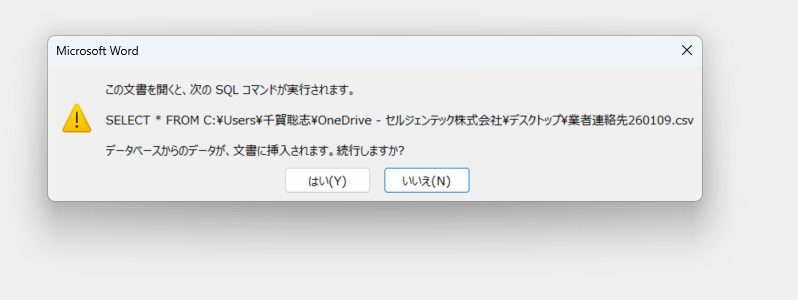 Microsoft Word
この文書を開くと、次の SQL コマンドが実行されます。
SELECT * FROM C:¥Users¥千賀聡志¥OneDrive - セルジェンテック株式会社¥デスクトップ¥業者連絡先260109.csv
データベースからのデータが、文書に挿入されます。続行しますか?
はい(Y)
いいえ(N)